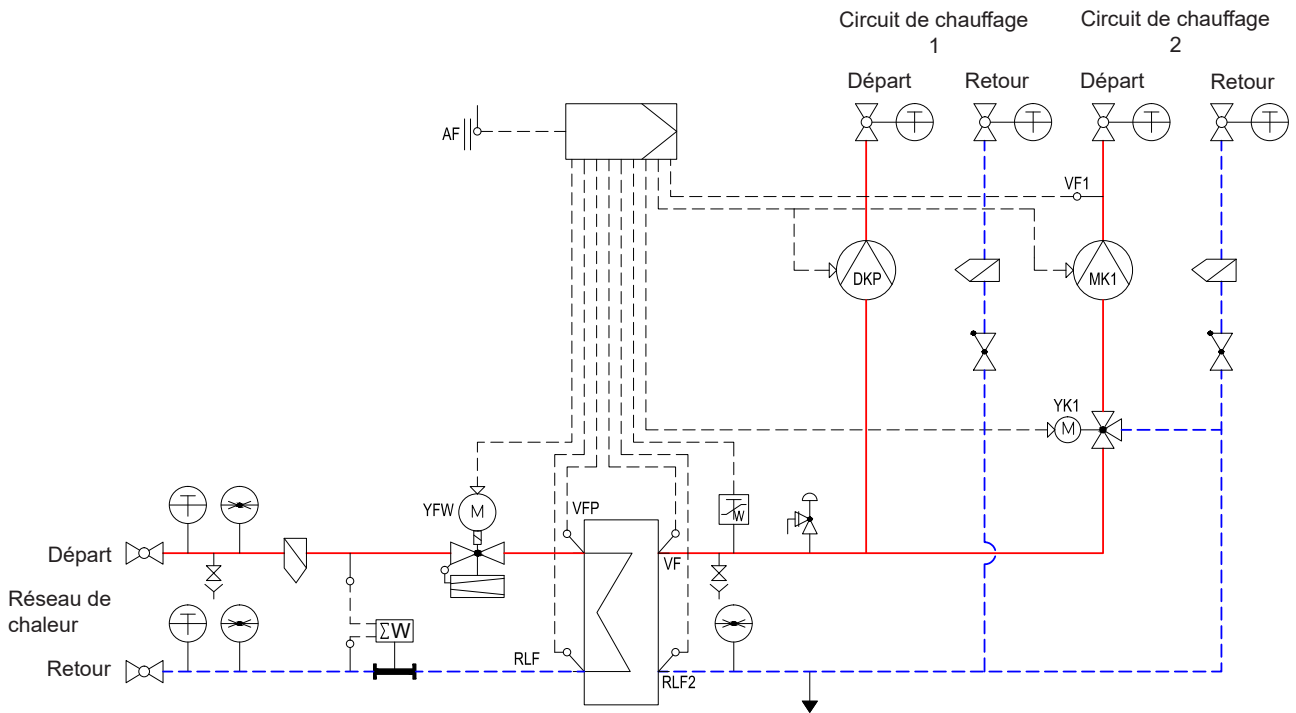 Circuit de chauffage
1
Circuit de chauffage
2
Départ
Retour
Départ
Retour
T
T
T
T
AF
VF1
DKP
MK1
YK1
M
YFW
M
VFP
W
T
Départ
VF
Réseau de
chaleur
T
ΣW
Retour
RLF
RLF2